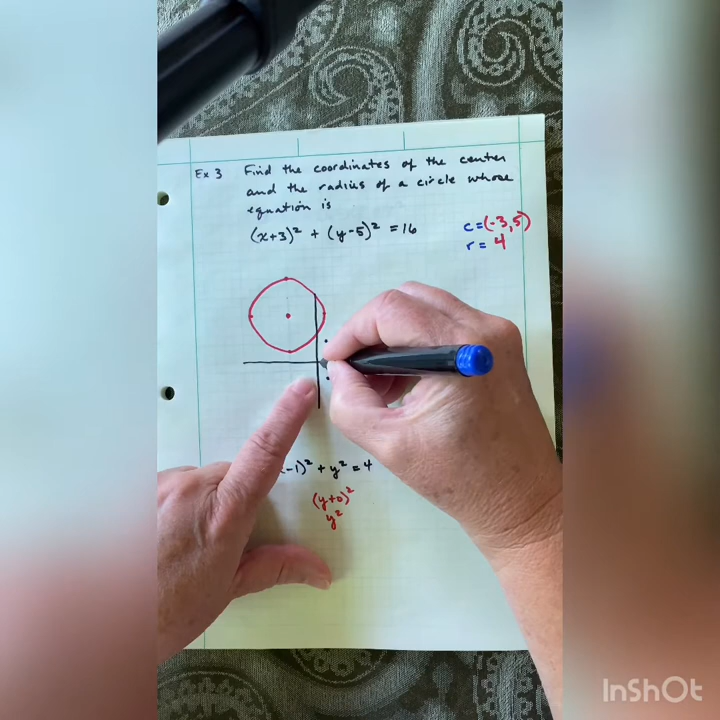 Ex 3 Find the coordinates of the center
and the radius of a circle whose
equation is
(x+3)² + (y-5)² = 16
c = (-3, 5)
r = 4
-1)² + y² = 4
(y+0)²
y²
InShOt